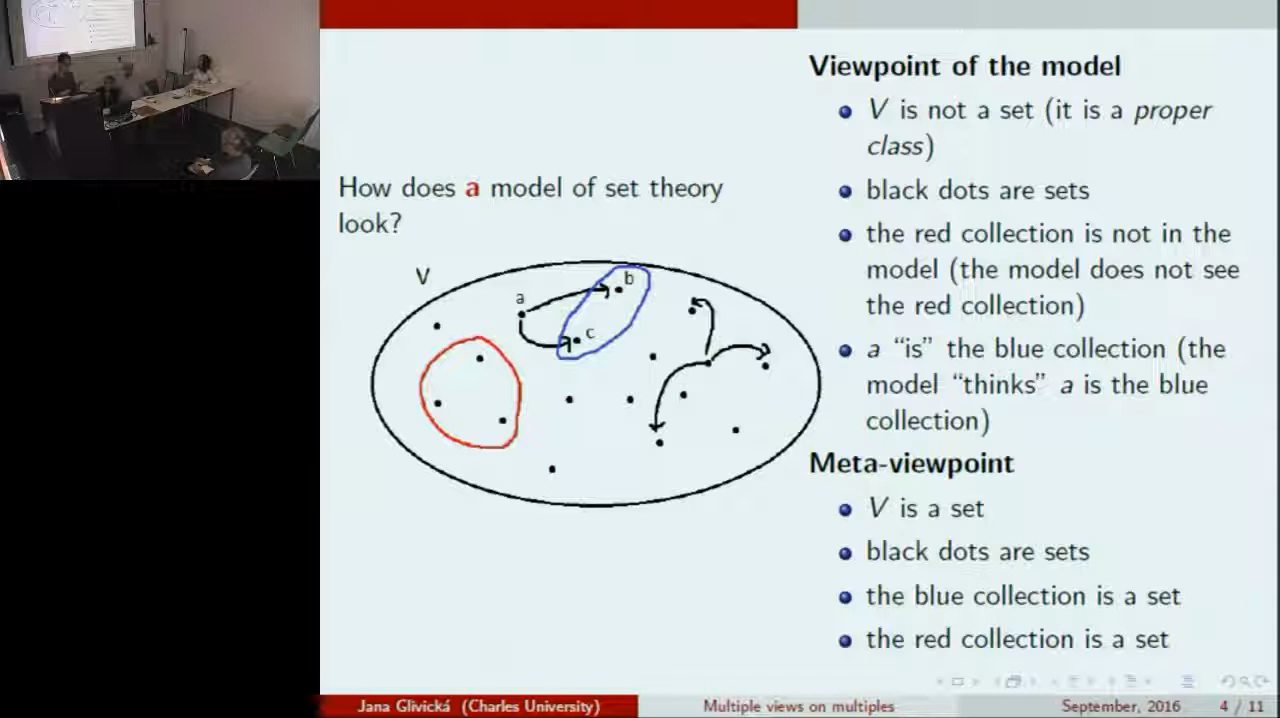 How does a model of set theory
look?
V
a
b
c
Viewpoint of the model
V is not a set (it is a proper
class)
black dots are sets
the red collection is not in the
model (the model does not see
the red collection)
a “is” the blue collection (the
model “thinks” a is the blue
collection)
Meta-viewpoint
V is a set
black dots are sets
the blue collection is a set
the red collection is a set
Jana Glivická (Charles University)
Multiple views on multiples
September, 2016
4 / 11